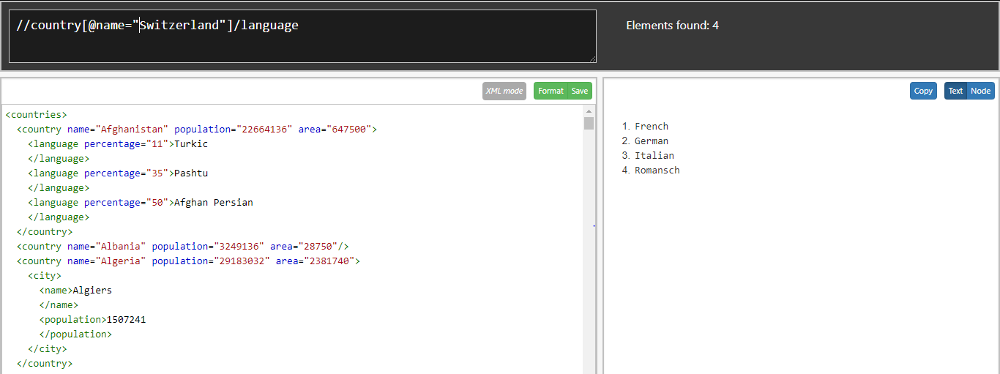 //country[@name="Switzerland"]/language
Elements found: 4
XML mode Format Save
Copy Text Node
<countries>
<country name="Afghanistan" population="22664136" area="647500">
<language percentage="11">Turkic
</language>
<language percentage="35">Pashtu
</language>
<language percentage="50">Afghan Persian
</language>
</country>
<country name="Albania" population="3249136" area="28750"/>
<country name="Algeria" population="29183032" area="2381740">
<city>
<name>Algiers
</name>
<population>1507241
</population>
</city>
</country>
1. French
2. German
3. Italian
4. Romansch